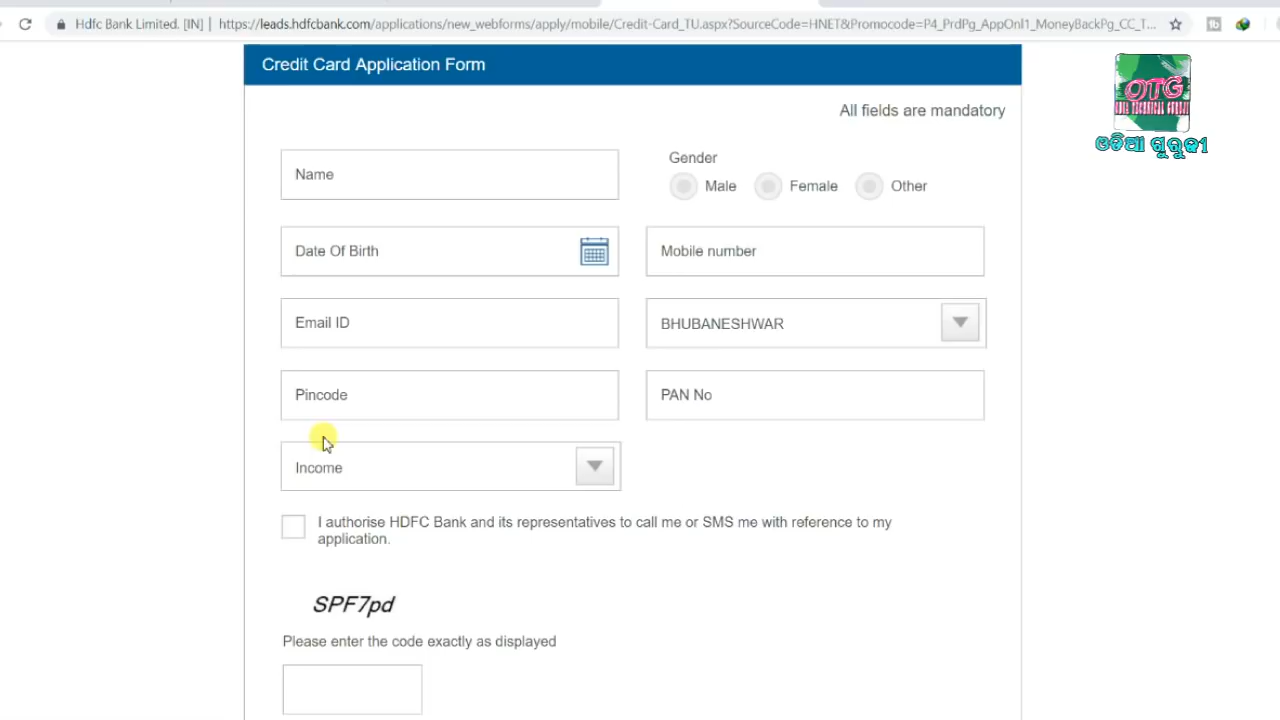 Hdfc Bank Limited. [IN] | https://leads.hdfcbank.com/applications/new_webforms/apply/mobile/Credit-Card_TU.aspx?SourceCode=HNET&Promocode=P4_PrdPg_AppOnl1_MoneyBackPg_CC_T...
Credit Card Application Form
OTG
ଓଡିଆ ଗୁରୁଜୀ
All fields are mandatory
Name
Gender
Male Female Other
Date Of Birth
Mobile number
Email ID
BHUBANESHWAR
Pincode
PAN No
Income
I authorise HDFC Bank and its representatives to call me or SMS me with reference to my
application.
SPF7pd
Please enter the code exactly as displayed